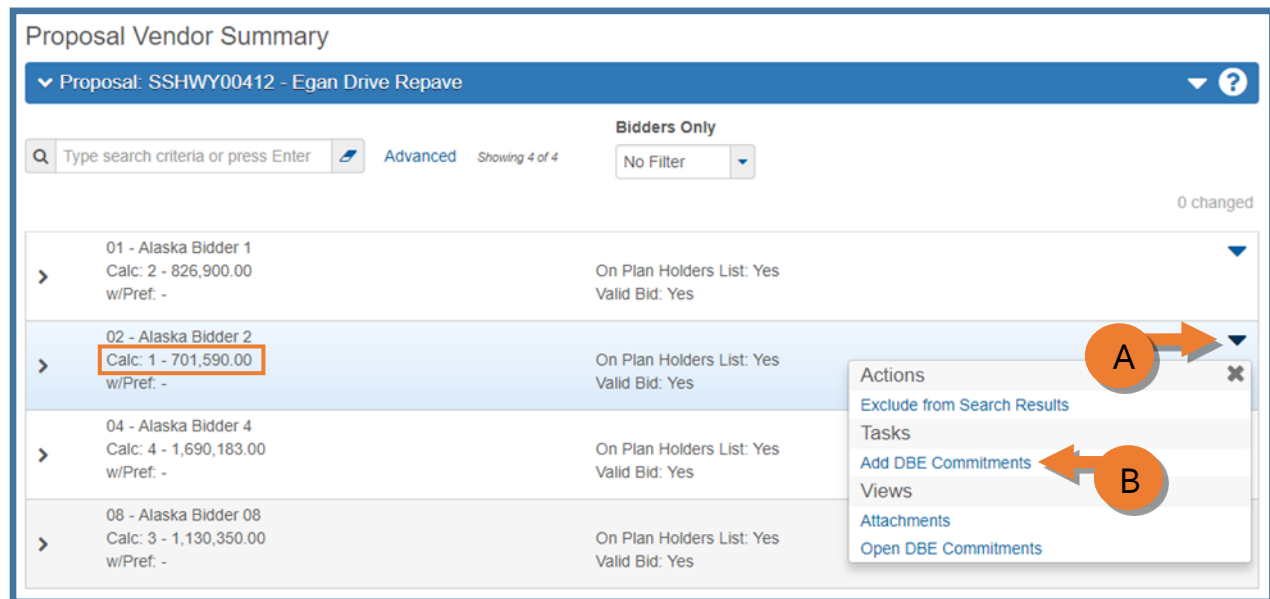 Proposal Vendor Summary
Proposal: SSHWY00412 - Egan Drive Repave
?
Bidders Only
Type search criteria or press Enter Advanced Showing 4 of 4 No Filter
0 changed
01 - Alaska Bidder 1
Calc: 2 - 826,900.00 On Plan Holders List: Yes
w/Pref: - Valid Bid: Yes
02 - Alaska Bidder 2
Calc: 1 - 701,590.00 On Plan Holders List: Yes
w/Pref: - Valid Bid: Yes
A
Actions
Exclude from Search Results
Tasks
Add DBE Commitments
B
Views
Attachments
Open DBE Commitments
04 - Alaska Bidder 4
Calc: 4 - 1,690,183.00 On Plan Holders List: Yes
w/Pref: - Valid Bid: Yes
08 - Alaska Bidder 08
Calc: 3 - 1,130,350.00 On Plan Holders List: Yes
w/Pref: - Valid Bid: Yes